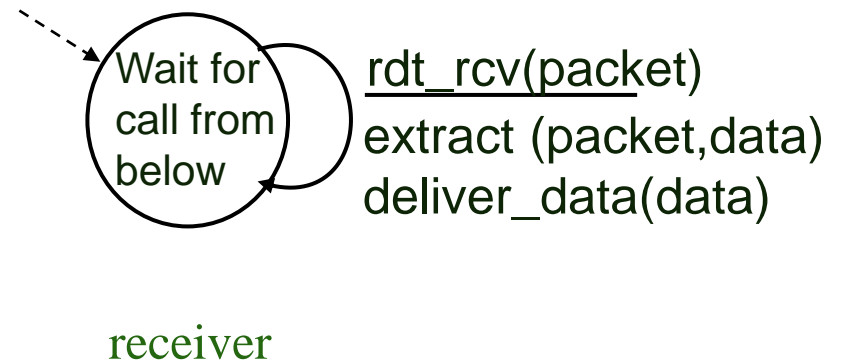 Wait for
call from
below
rdt_rcv(packet)
extract (packet,data)
deliver_data(data)
receiver